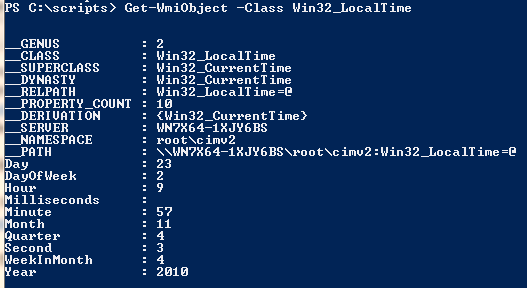 PS C:\scripts> Get-WmiObject -Class Win32_LocalTime
__GENUS : 2
__CLASS : Win32_LocalTime
__SUPERCLASS : Win32_CurrentTime
__DYNASTY : Win32_CurrentTime
__RELPATH : Win32_LocalTime=@
__PROPERTY_COUNT : 10
__DERIVATION : {Win32_CurrentTime}
__SERVER : WN7X64-1XJY6BS
__NAMESPACE : root\cimv2
__PATH : \\WN7X64-1XJY6BS\root\cimv2:Win32_LocalTime=@
Day : 23
DayOfWeek : 2
Hour : 9
Milliseconds :
Minute : 57
Month : 11
Quarter : 4
Second : 3
WeekInMonth : 4
Year : 2010